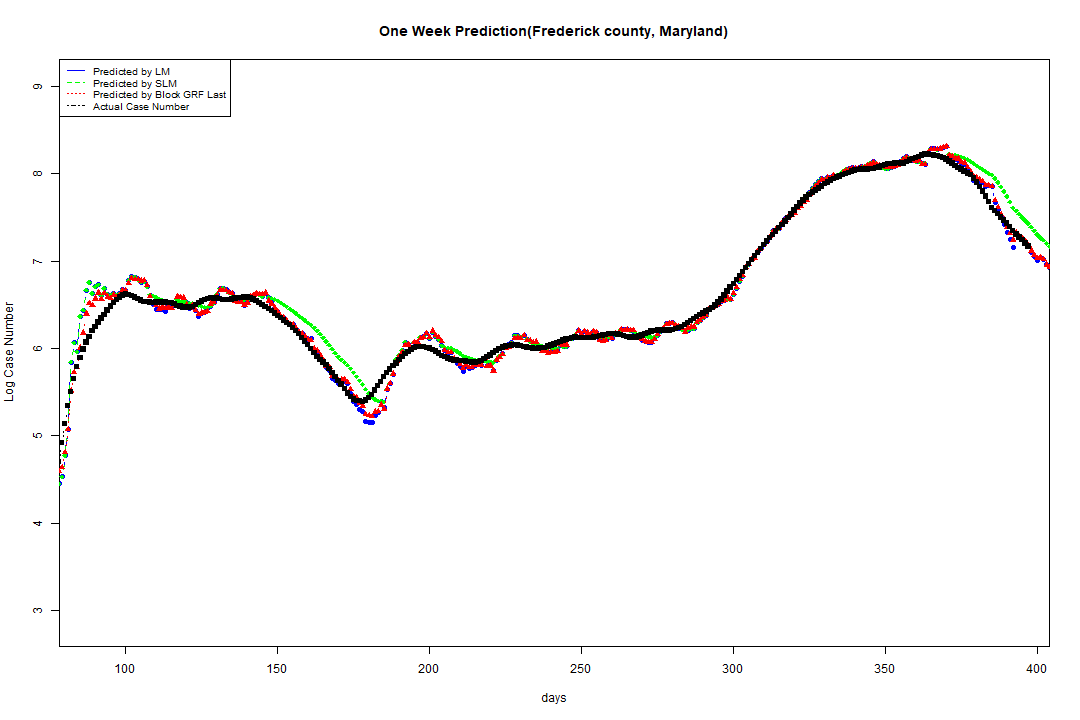 One Week Prediction(Frederick county, Maryland)
Predicted by LM
Predicted by SLM
Predicted by Block GRF Last
Actual Case Number
9
8
7
6
5
4
3
Log Case Number
100 150 200 250 300 350 400
days